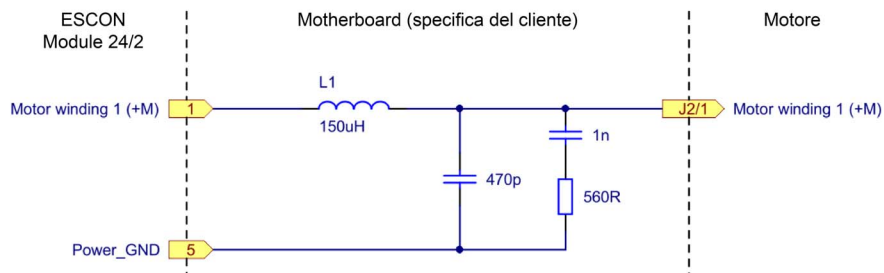 ESCON
Module 24/2
Motherboard (specifica del cliente)
Motore
L1
Motor winding 1 (+M)
1
150uH
J2/1
Motor winding 1 (+M)
1n
470p
560R
Power_GND
5